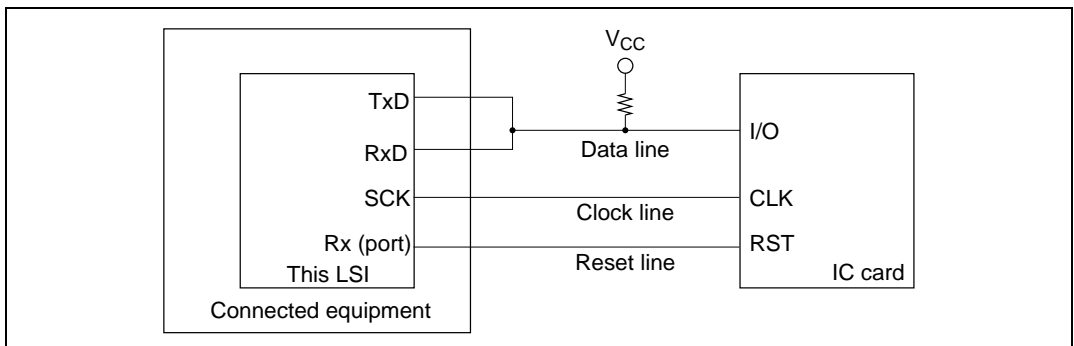 VCC
TxD
RxD
SCK
Rx (port)
This LSI
Connected equipment
Data line
Clock line
Reset line
I/O
CLK
RST
IC card